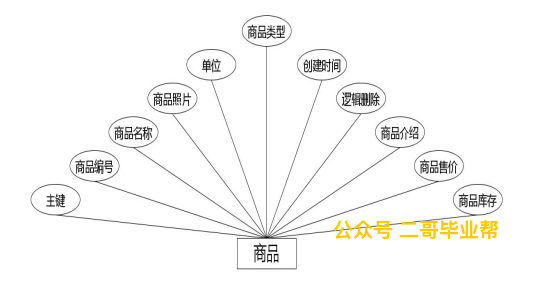 商品类型
单位
创建时间
商品照片
逻辑删除
商品名称
商品介绍
商品编号
商品售价
主键
商品库存
公众号 二哥毕业帮
商品